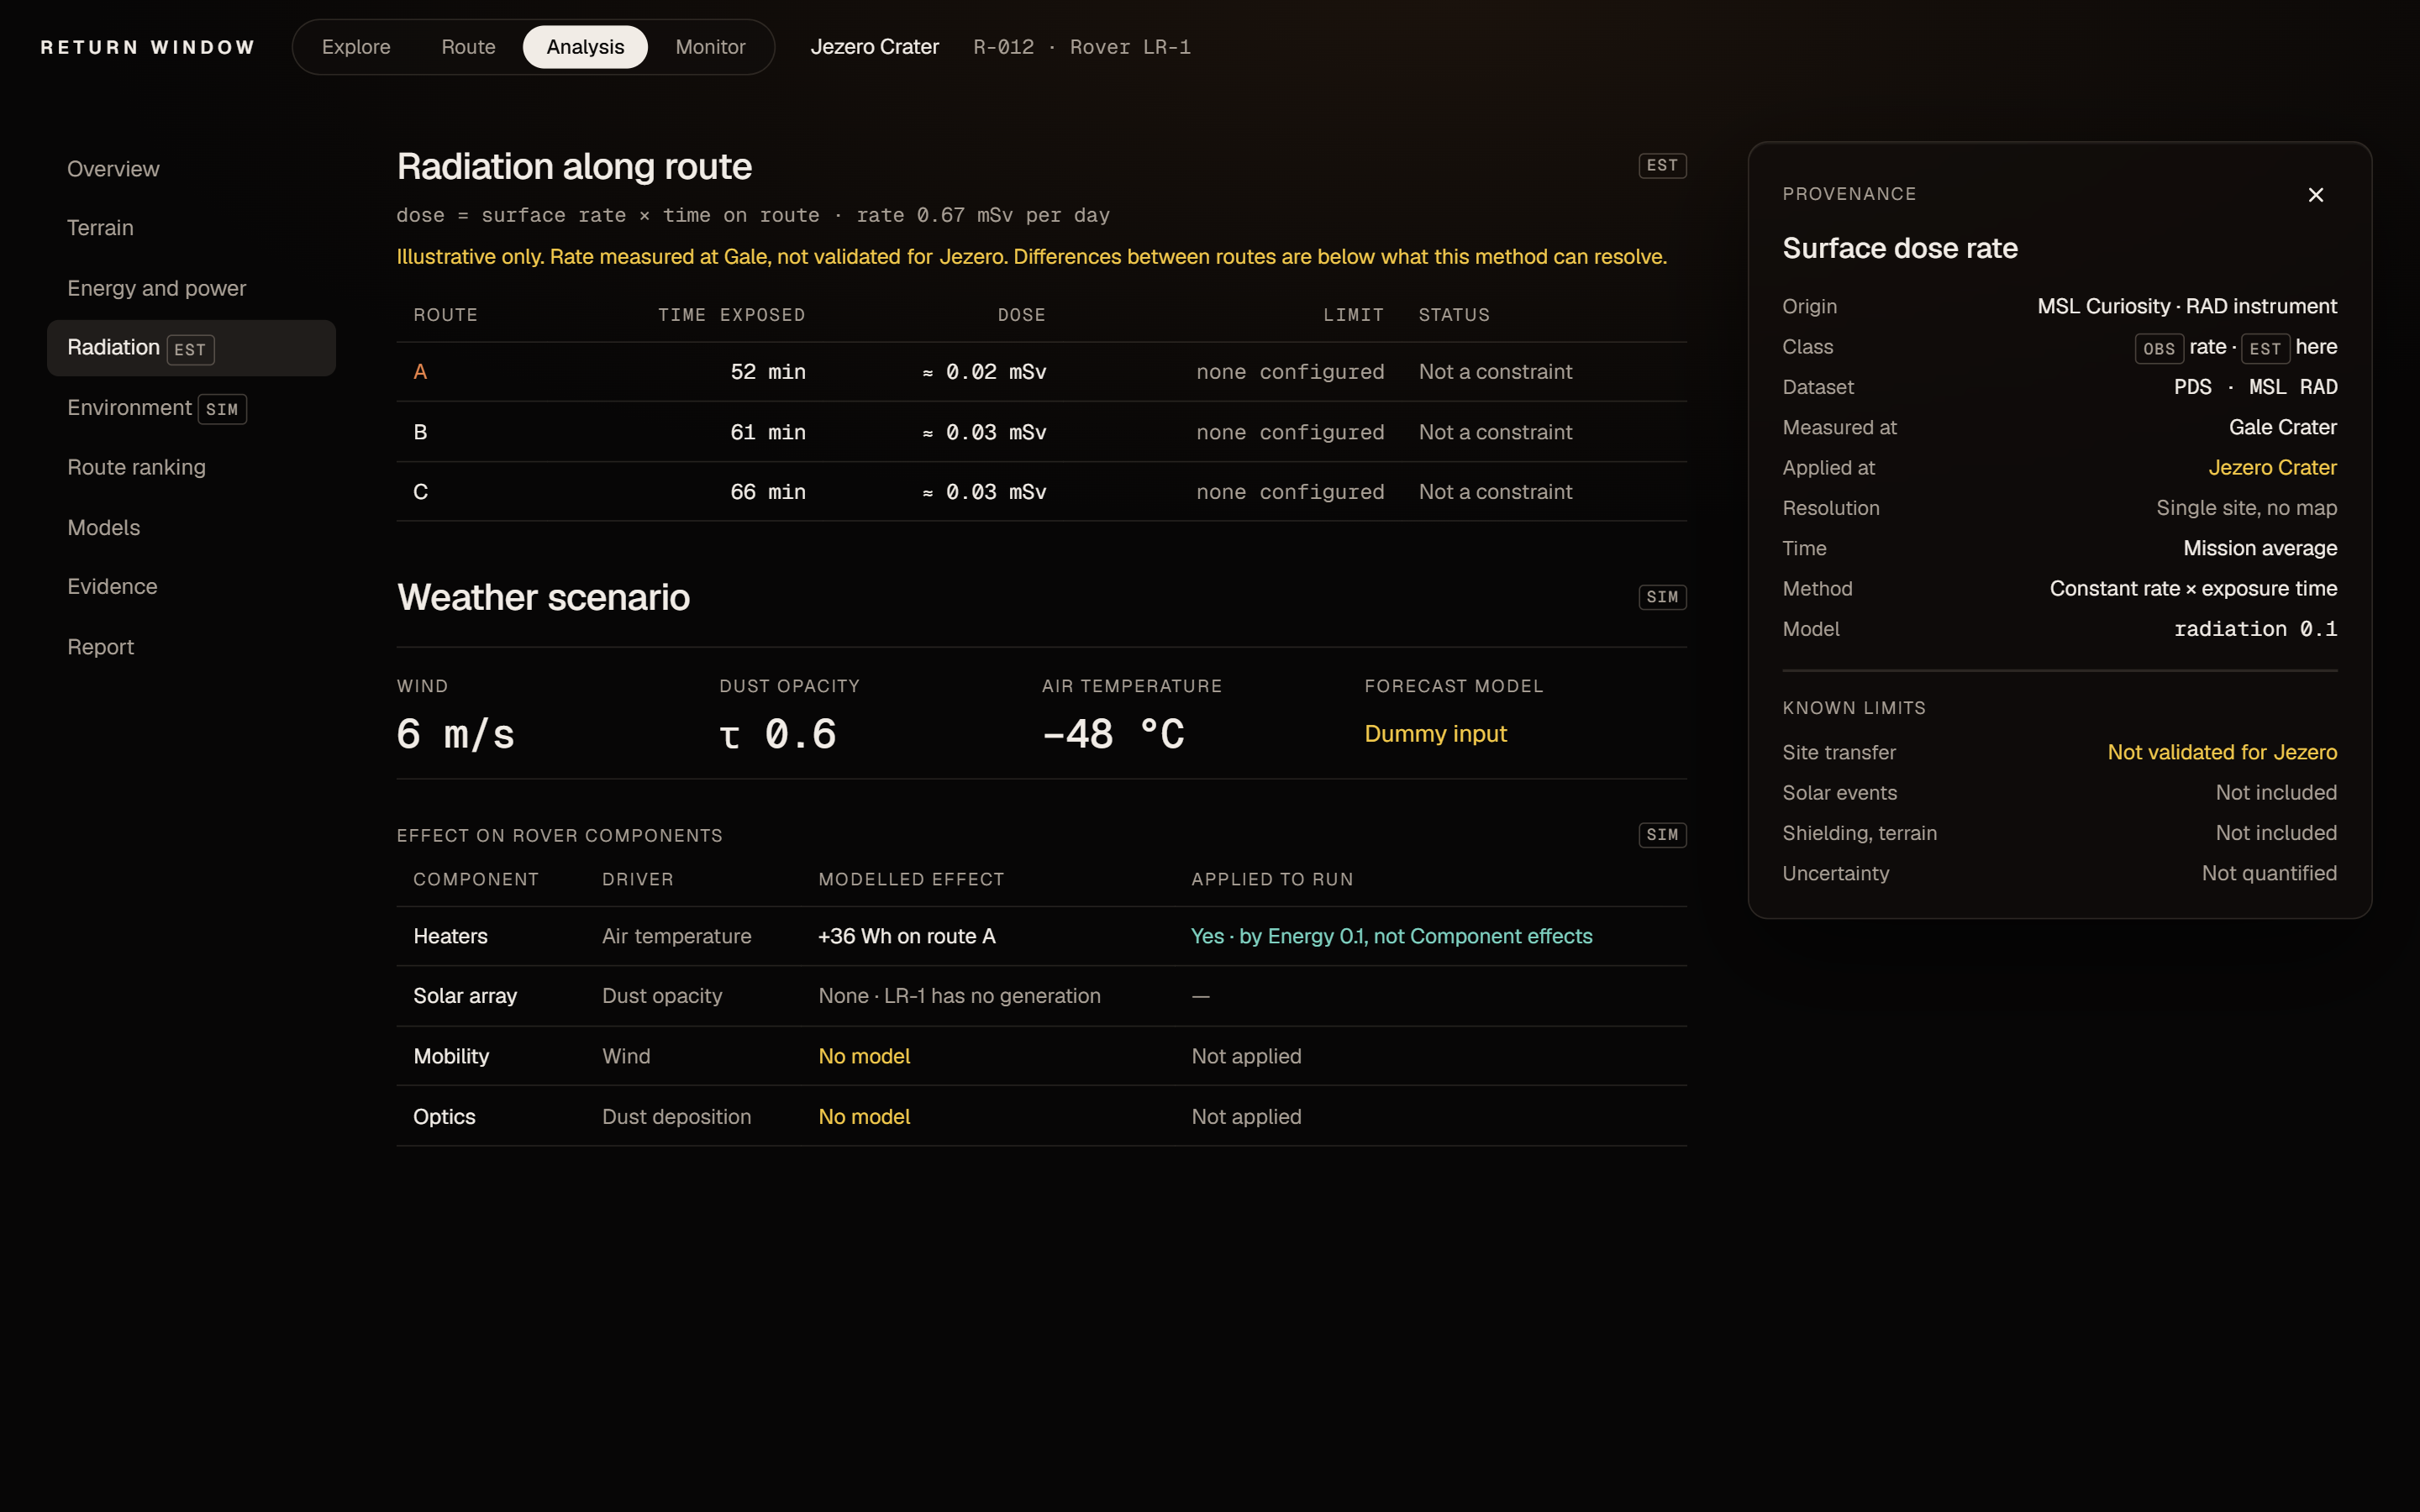 RETURN WINDOW Explore Route Analysis Monitor Jezero Crater R-012 · Rover LR-1
Overview
Terrain
Energy and power
Radiation EST
Environment SIM
Route ranking
Models
Evidence
Report
Radiation along route EST
dose = surface rate × time on route · rate 0.67 mSv per day
Illustrative only. Rate measured at Gale, not validated for Jezero. Differences between routes are below what this method can resolve.
ROUTE TIME EXPOSED DOSE LIMIT STATUS
A 52 min ≈ 0.02 mSv none configured Not a constraint
B 61 min ≈ 0.03 mSv none configured Not a constraint
C 66 min ≈ 0.03 mSv none configured Not a constraint
Weather scenario SIM
WIND DUST OPACITY AIR TEMPERATURE FORECAST MODEL
6 m/s τ 0.6 −48 °C Dummy input
EFFECT ON ROVER COMPONENTS SIM
COMPONENT DRIVER MODELLED EFFECT APPLIED TO RUN
Heaters Air temperature +36 Wh on route A Yes · by Energy 0.1, not Component effects
Solar array Dust opacity None · LR-1 has no generation —
Mobility Wind No model Not applied
Optics Dust deposition No model Not applied
PROVENANCE ×
Surface dose rate
Origin MSL Curiosity · RAD instrument
Class OBS rate · EST here
Dataset PDS · MSL RAD
Measured at Gale Crater
Applied at Jezero Crater
Resolution Single site, no map
Time Mission average
Method Constant rate × exposure time
Model radiation 0.1
KNOWN LIMITS
Site transfer Not validated for Jezero
Solar events Not included
Shielding, terrain Not included
Uncertainty Not quantified